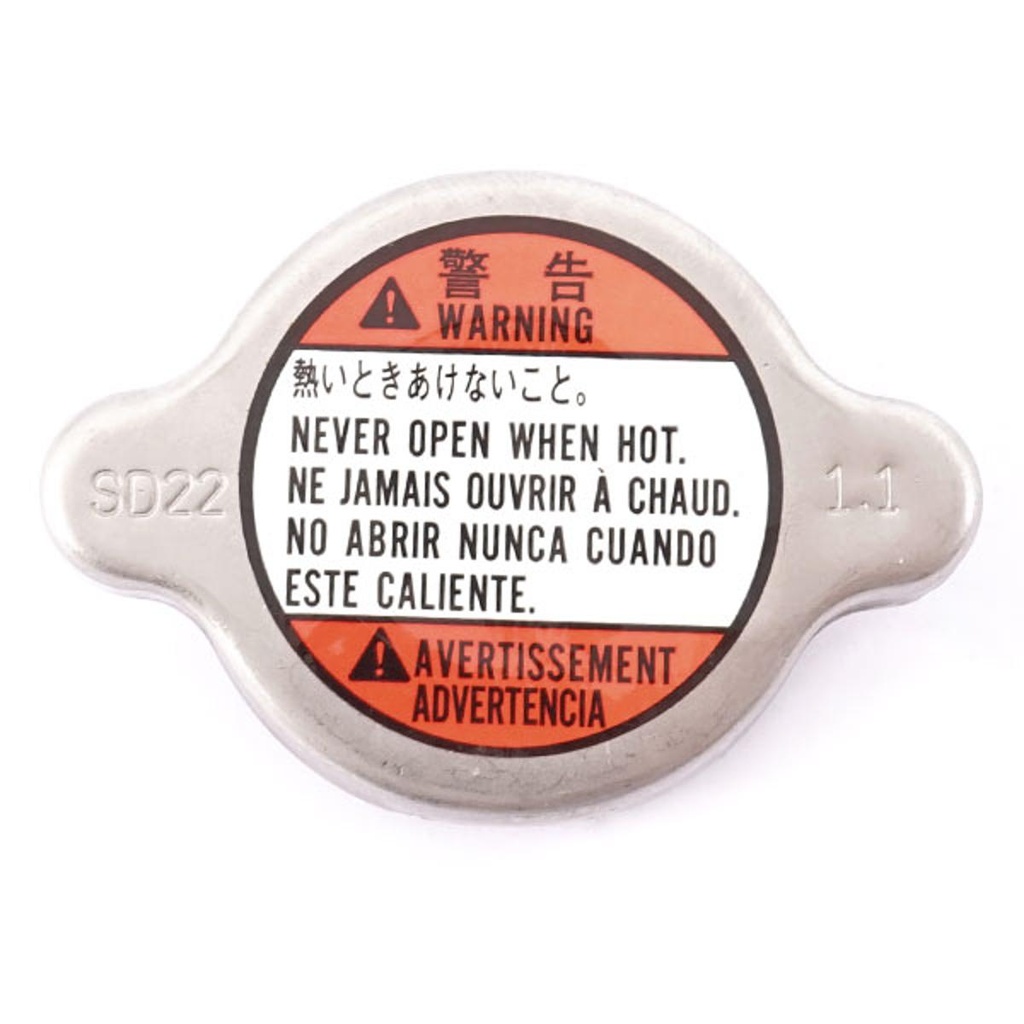 警 告
WARNING
熱いときあけないこと。
NEVER OPEN WHEN HOT.
NE JAMAIS OUVRIR À CHAUD.
NO ABRIR NUNCA CUANDO
ESTE CALIENTE.
AVERTISSEMENT
ADVERTENCIA
SD22
1.1